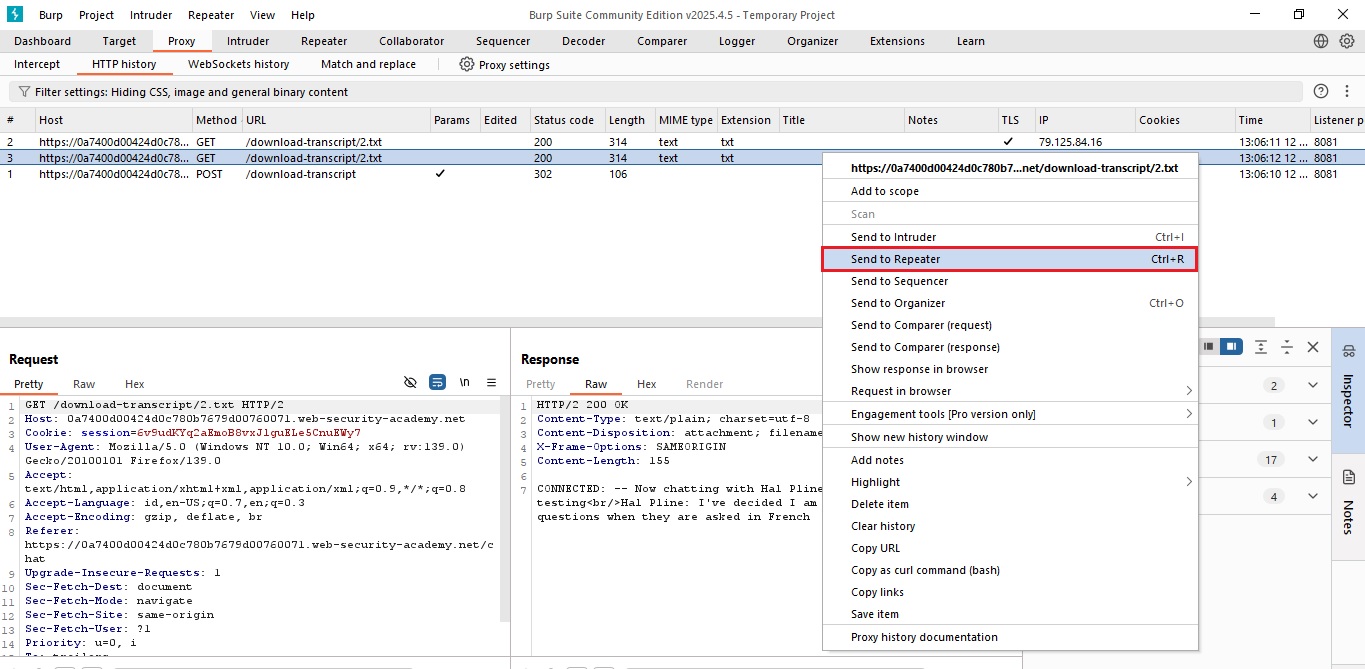 Burp Project Intruder Repeater View Help Burp Suite Community Edition v2025.4.5 - Temporary Project
Dashboard Target Proxy Intruder Repeater Collaborator Sequencer Decoder Comparer Logger Organizer Extensions Learn
Intercept HTTP history WebSockets history Match and replace Proxy settings
Filter settings: Hiding CSS, image and general binary content
# Host Method URL Params Edited Status code Length MIME type Extension Title Notes TLS IP Cookies Time Listener p
2 https://0a7400d00424d0c78... GET /download-transcript/2.txt 200 314 text txt ✓ 79.125.84.16 13:06:11 12 ... 8081
3 https://0a7400d00424d0c78... GET /download-transcript/2.txt 200 314 text txt 13:06:12 12 ... 8081
1 https://0a7400d00424d0c78... POST /download-transcript ✓ 302 106 13:06:10 12 ... 8081
https://0a7400d00424d0c780b7...net/download-transcript/2.txt
Add to scope
Scan
Send to Intruder Ctrl+I
Send to Repeater Ctrl+R
Send to Sequencer
Send to Organizer Ctrl+O
Send to Comparer (request)
Send to Comparer (response)
Show response in browser
Request in browser
Engagement tools [Pro version only]
Show new history window
Add notes
Highlight
Delete item
Clear history
Copy URL
Copy as curl command (bash)
Copy links
Save item
Proxy history documentation
Request
Pretty Raw Hex \n
1 GET /download-transcript/2.txt HTTP/2
2 Host: 0a7400d00424d0c780b7679d00760071.web-security-academy.net
3 Cookie: session=6v9udKYq2aEmoB8vxJlguELe5CnuEWy7
4 User-Agent: Mozilla/5.0 (Windows NT 10.0; Win64; x64; rv:139.0)
Gecko/20100101 Firefox/139.0
5 Accept:
text/html,application/xhtml+xml,application/xml;q=0.9,*/*;q=0.8
6 Accept-Language: id,en-US;q=0.7,en;q=0.3
7 Accept-Encoding: gzip, deflate, br
8 Referer:
https://0a7400d00424d0c780b7679d00760071.web-security-academy.net/c
hat
9 Upgrade-Insecure-Requests: 1
10 Sec-Fetch-Dest: document
11 Sec-Fetch-Mode: navigate
12 Sec-Fetch-Site: same-origin
13 Sec-Fetch-User: ?1
14 Priority: u=0, i
Response
Pretty Raw Hex Render
1 HTTP/2 200 OK
2 Content-Type: text/plain; charset=utf-8
3 Content-Disposition: attachment; filename
4 X-Frame-Options: SAMEORIGIN
5 Content-Length: 155
6
7 CONNECTED: -- Now chatting with Hal Pline
testing<br/>Hal Pline: I've decided I am
questions when they are asked in French
2
1
17
4
Inspector
Notes